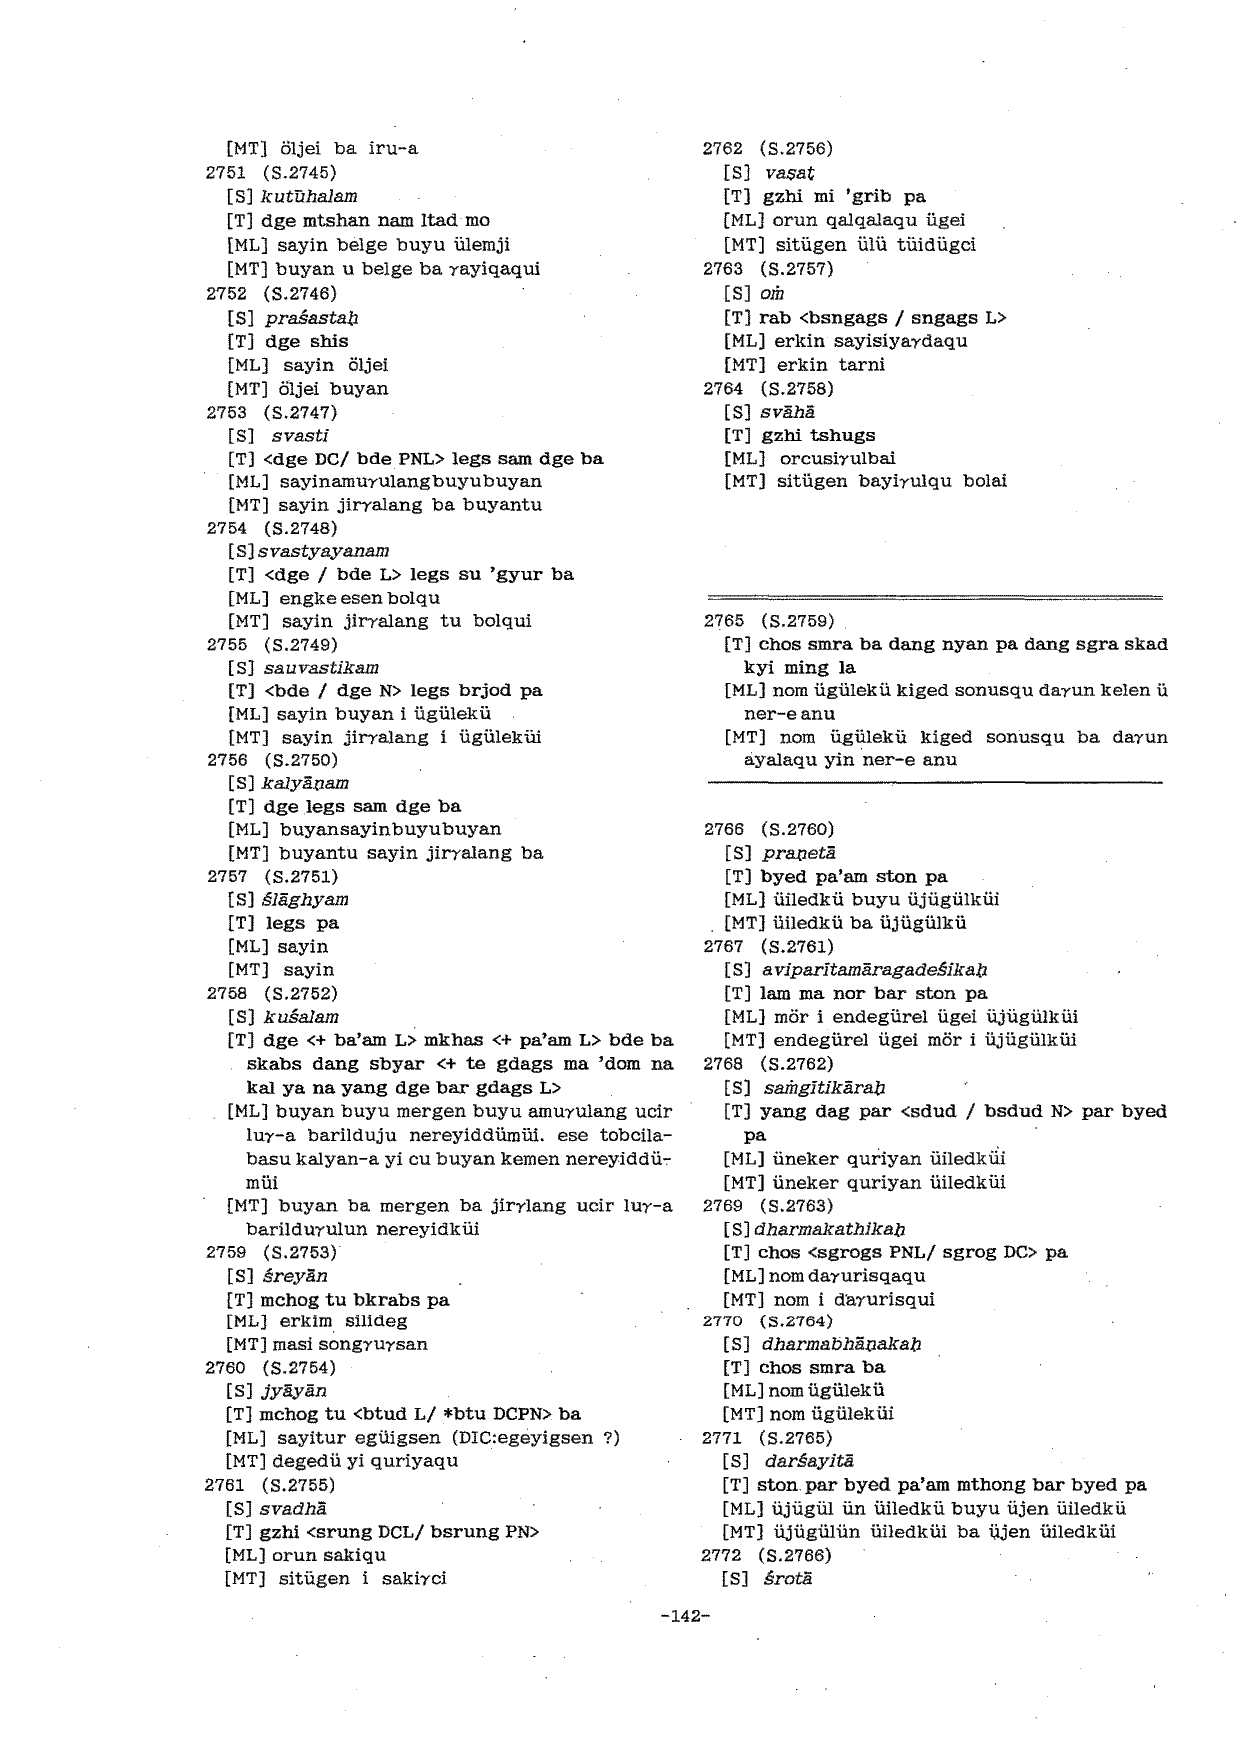 [MT] öljei ba iru-a
2751 (S.2745)
[S] kutūhalam
[T] dge mtshan nam ltad mo
[ML] sayin belge buyu ülemji
[MT] buyan u belge ba γayiqaqui
2752 (S.2746)
[S] praśastaḥ
[T] dge shis
[ML] sayin öljei
[MT] öljei buyan
2753 (S.2747)
[S] svasti
[T] <dge DC/ bde PNL> legs sam dge ba
[ML] sayinamuγulangbuyubuyan
[MT] sayin jirγalang ba buyantu
2754 (S.2748)
[S]svastyayanam
[T] <dge / bde L> legs su 'gyur ba
[ML] engke esen bolqu
[MT] sayin jirγalang tu bolqui
2755 (S.2749)
[S] sauvastikam
[T] <bde / dge N> legs brjod pa
[ML] sayin buyan i ügülekü
[MT] sayin jirγalang i ügüleküi
2756 (S.2750)
[S] kalyāṇam
[T] dge legs sam dge ba
[ML] buyansayinbuyubuyan
[MT] buyantu sayin jirγalang ba
2757 (S.2751)
[S] ślāghyam
[T] legs pa
[ML] sayin
[MT] sayin
2758 (S.2752)
[S] kuśalam
[T] dge <+ ba'am L> mkhas <+ pa'am L> bde ba
skabs dang sbyar <+ te gdags ma 'dom na
kal ya na yang dge bar gdags L>
[ML] buyan buyu mergen buyu amuγulang ucir
luγ-a barilduju nereyiddümüi. ese tobcila-
basu kalyan-a yi cu buyan kemen nereyiddü-
müi
[MT] buyan ba mergen ba jirγlang ucir luγ-a
barilduγulun nereyidküi
2759 (S.2753)
[S] śreyān
[T] mchog tu bkrabs pa
[ML] erkim silideg
[MT] masi songγuγsan
2760 (S.2754)
[S] jyāyān
[T] mchog tu <btud L/ *btu DCPN> ba
[ML] sayitur egüigsen (DIC:egeyigsen ?)
[MT] degedü yi quriyaqu
2761 (S.2755)
[S] svadhā
[T] gzhi <srung DCL/ bsrung PN>
[ML] orun sakiqu
[MT] sitügen i sakiγci
2762 (S.2756)
[S] vaṣaṭ
[T] gzhi mi 'grib pa
[ML] orun qalqalaqu ügei
[MT] sitügen ülü tüidügci
2763 (S.2757)
[S] oṁ
[T] rab <bsngags / sngags L>
[ML] erkin sayisiyaγdaqu
[MT] erkin tarni
2764 (S.2758)
[S] svāhā
[T] gzhi tshugs
[ML] orcusiγulbai
[MT] sitügen bayiγulqu bolai
2765 (S.2759)
[T] chos smra ba dang nyan pa dang sgra skad
kyi ming la
[ML] nom ügülekü kiged sonusqu daγun kelen ü
ner-e anu
[MT] nom ügülekü kiged sonusqu ba daγun
ayalaqu yin ner-e anu
2766 (S.2760)
[S] praṇetā
[T] byed pa'am ston pa
[ML] üiledkü buyu üjügülküi
[MT] üiledkü ba üjügülkü
2767 (S.2761)
[S] aviparītamāragadeśikaḥ
[T] lam ma nor bar ston pa
[ML] mör i endegürel ügei üjügülküi
[MT] endegürel ügei mör i üjügülküi
2768 (S.2762)
[S] saṁgītikāraḥ
[T] yang dag par <sdud / bsdud N> par byed
pa
[ML] üneker quriyan üiledküi
[MT] üneker quriyan üiledküi
2769 (S.2763)
[S]dharmakathikaḥ
[T] chos <sgrogs PNL/ sgrog DC> pa
[ML] nom daγurisqaqu
[MT] nom i daγurisqui
2770 (S.2764)
[S] dharmabhāṇakaḥ
[T] chos smra ba
[ML] nom ügülekü
[MT] nom ügüleküi
2771 (S.2765)
[S] darśayitā
[T] ston par byed pa'am mthong bar byed pa
[ML] üjügül ün üiledkü buyu üjen üiledkü
[MT] üjügülün üiledküi ba üjen üiledküi
2772 (S.2766)
[S] śrotā
-142-